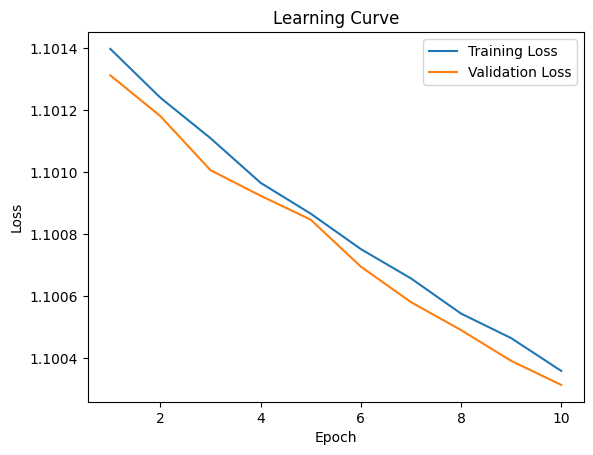 Learning Curve
Training Loss
Validation Loss
1.1014
1.1012
1.1010
1.1008
1.1006
1.1004
Loss
2
4
6
8
10
Epoch